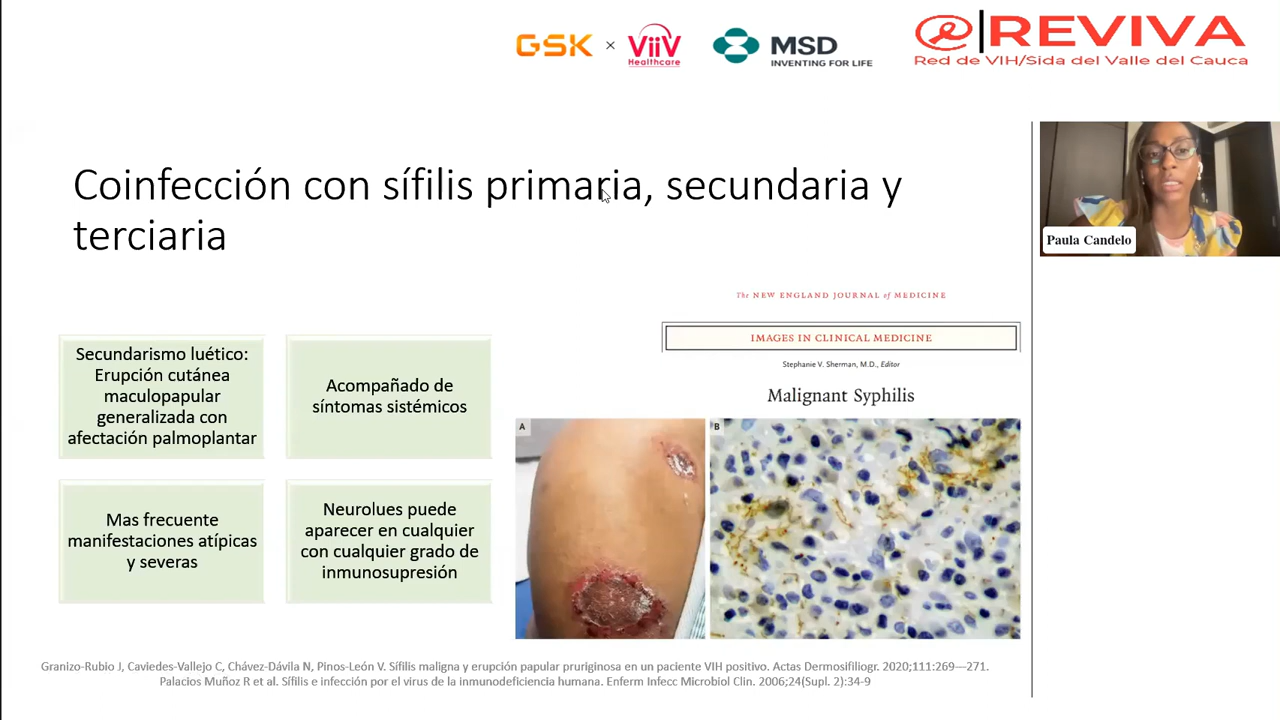 GSK × ViiV Healthcare
MSD
INVENTING FOR LIFE
REVIVA
Red de VIH/Sida del Valle del Cauca
Coinfección con sífilis primaria, secundaria y
terciaria
Paula Candelo
Secundarismo luético:
Erupción cutánea
maculopapular
generalizada con
afectación palmoplantar
Acompañado de
síntomas sistémicos
Mas frecuente
manifestaciones atípicas
y severas
Neurolues puede
aparecer en cualquier
con cualquier grado de
inmunosupresión
The NEW ENGLAND JOURNAL of MEDICINE
IMAGES IN CLINICAL MEDICINE
Stephanie V. Sherman, M.D., Editor
Malignant Syphilis
A
B
Granizo-Rubio J, Caviedes-Vallejo C, Chávez-Dávila N, Pinos-León V. Sífilis maligna y erupción papular pruriginosa en un paciente VIH positivo. Actas Dermosifiliogr. 2020;111:269---271.
Palacios Muñoz R et al. Sífilis e infección por el virus de la inmunodeficiencia humana. Enferm Infecc Microbiol Clin. 2006;24(Supl. 2):34-9